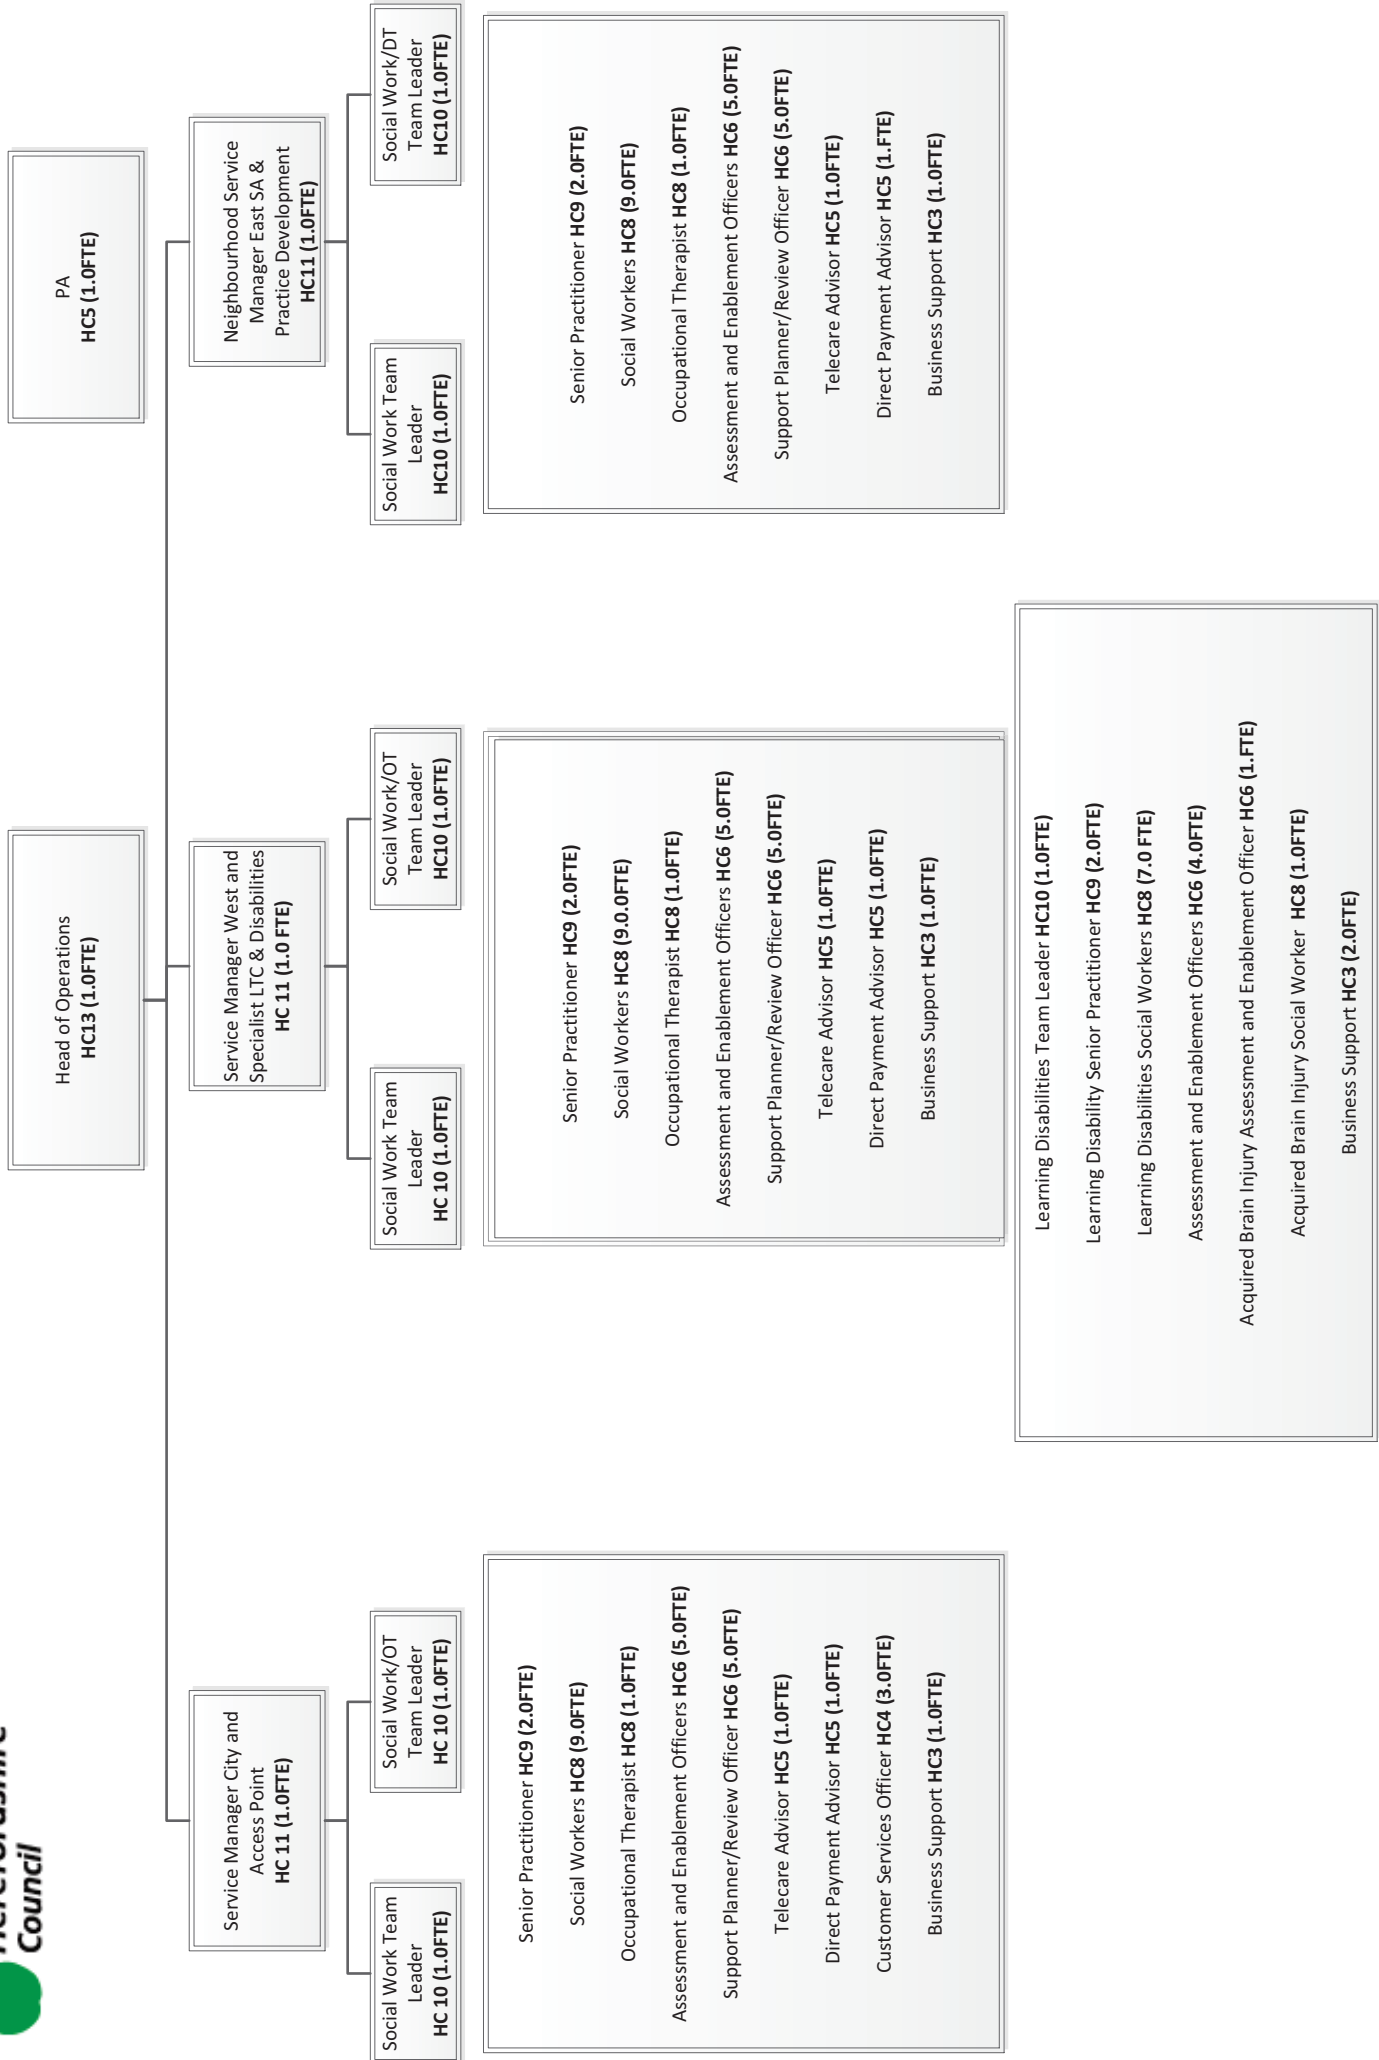 Council
Head of Operations
HC13 (1.0FTE)
PA
HC5 (1.0FTE)
Service Manager City and
Access Point
HC 11 (1.0FTE)
Service Manager West and
Specialist LTC & Disabilities
HC 11 (1.0 FTE)
Neighbourhood Service
Manager East SA &
Practice Development
HC11 (1.0FTE)
Social Work Team
Leader
HC 10 (1.0FTE)
Social Work/OT
Team Leader
HC 10 (1.0FTE)
Social Work Team
Leader
HC 10 (1.0FTE)
Social Work/OT
Team Leader
HC10 (1.0FTE)
Social Work Team
Leader
HC10 (1.0FTE)
Social Work/DT
Team Leader
HC10 (1.0FTE)
Senior Practitioner HC9 (2.0FTE)
Social Workers HC8 (9.0FTE)
Occupational Therapist HC8 (1.0FTE)
Assessment and Enablement Officers HC6 (5.0FTE)
Support Planner/Review Officer HC6 (5.0FTE)
Telecare Advisor HC5 (1.0FTE)
Direct Payment Advisor HC5 (1.0FTE)
Customer Services Officer HC4 (3.0FTE)
Business Support HC3 (1.0FTE)
Senior Practitioner HC9 (2.0FTE)
Social Workers HC8 (9.0.0FTE)
Occupational Therapist HC8 (1.0FTE)
Assessment and Enablement Officers HC6 (5.0FTE)
Support Planner/Review Officer HC6 (5.0FTE)
Telecare Advisor HC5 (1.0FTE)
Direct Payment Advisor HC5 (1.0FTE)
Business Support HC3 (1.0FTE)
Senior Practitioner HC9 (2.0FTE)
Social Workers HC8 (9.0FTE)
Occupational Therapist HC8 (1.0FTE)
Assessment and Enablement Officers HC6 (5.0FTE)
Support Planner/Review Officer HC6 (5.0FTE)
Telecare Advisor HC5 (1.0FTE)
Direct Payment Advisor HC5 (1.FTE)
Business Support HC3 (1.0FTE)
Learning Disabilities Team Leader HC10 (1.0FTE)
Learning Disability Senior Practitioner HC9 (2.0FTE)
Learning Disabilities Social Workers HC8 (7.0 FTE)
Assessment and Enablement Officers HC6 (4.0FTE)
Acquired Brain Injury Assessment and Enablement Officer HC6 (1.FTE)
Acquired Brain Injury Social Worker HC8 (1.0FTE)
Business Support HC3 (2.0FTE)